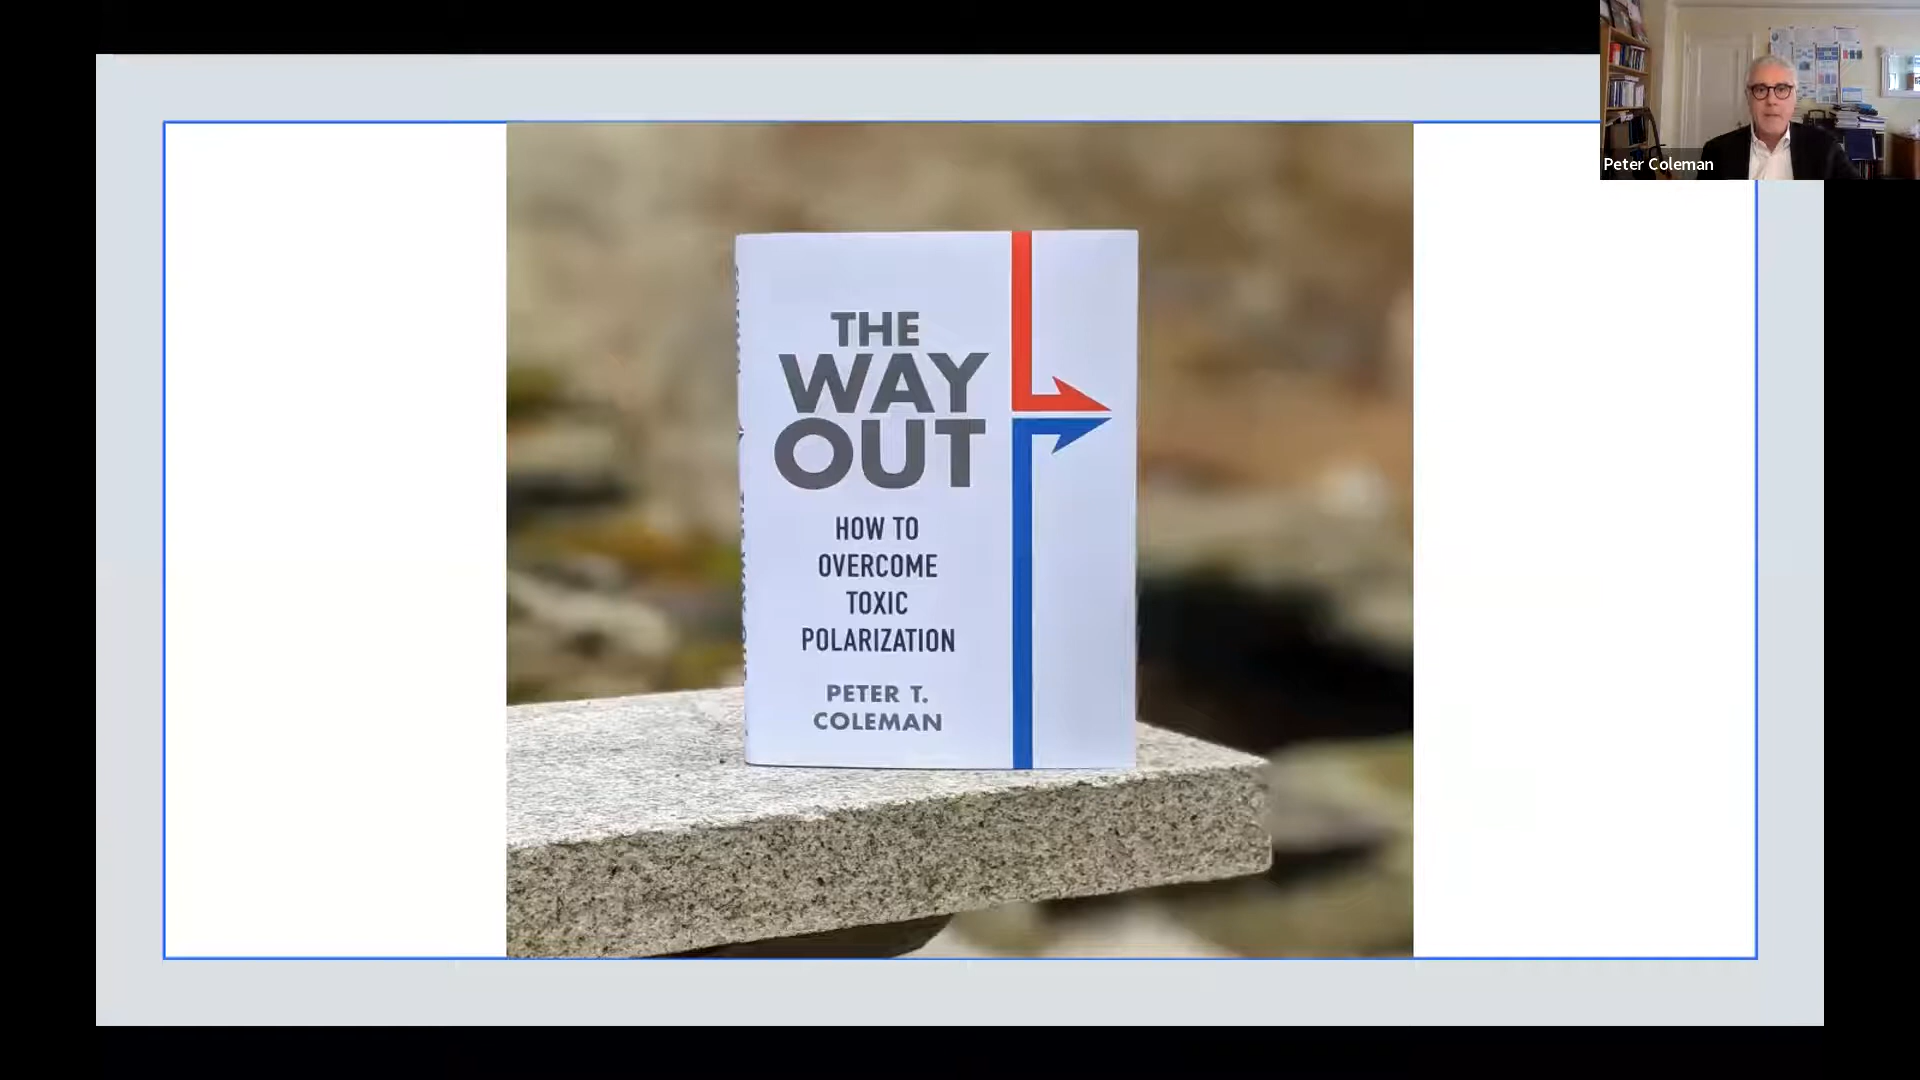 THE
WAY
OUT
HOW TO
OVERCOME
TOXIC
POLARIZATION
PETER T.
COLEMAN
Peter Coleman